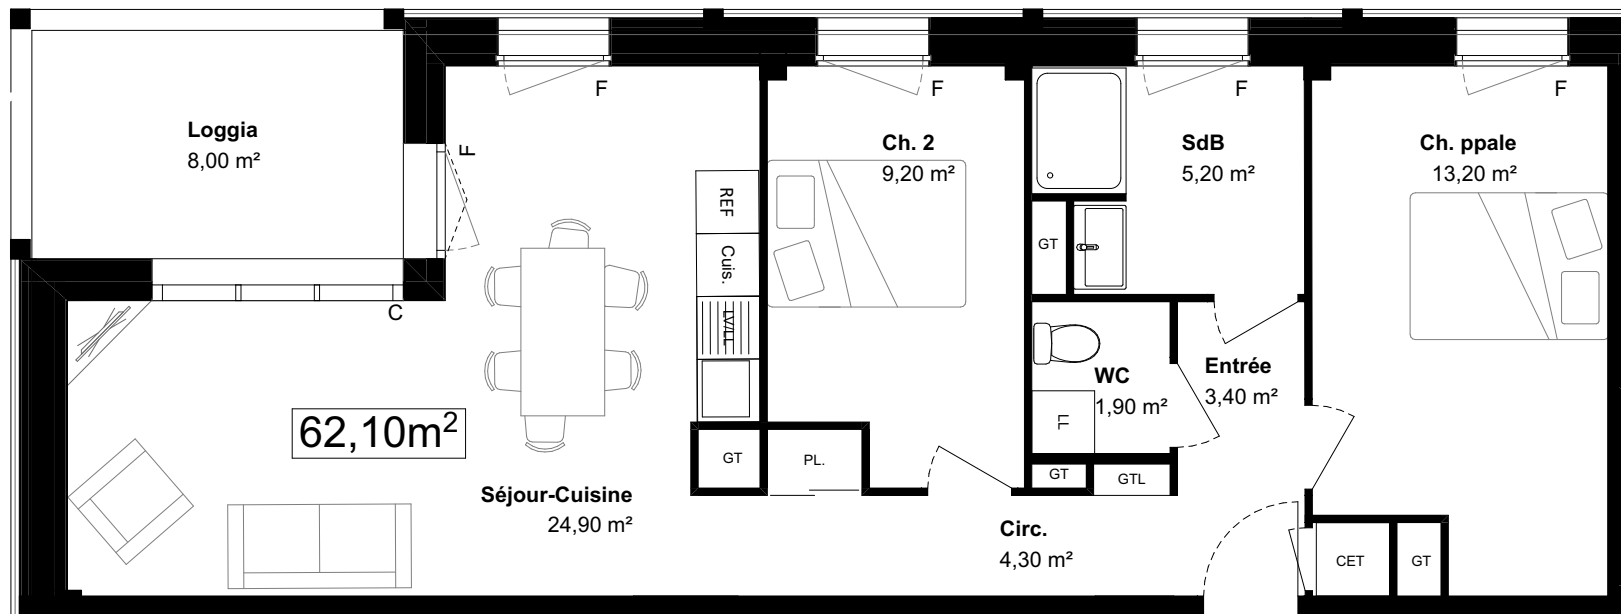 Loggia
8,00 m²
F
F
F
F
F
C
REF
Cuis.
LV/LL
Ch. 2
9,20 m²
SdB
5,20 m²
Ch. ppale
13,20 m²
GT
WC
1,90 m²
Entrée
3,40 m²
62,10m²
Séjour-Cuisine
24,90 m²
GT
PL.
GT
GTL
Circ.
4,30 m²
CET
GT